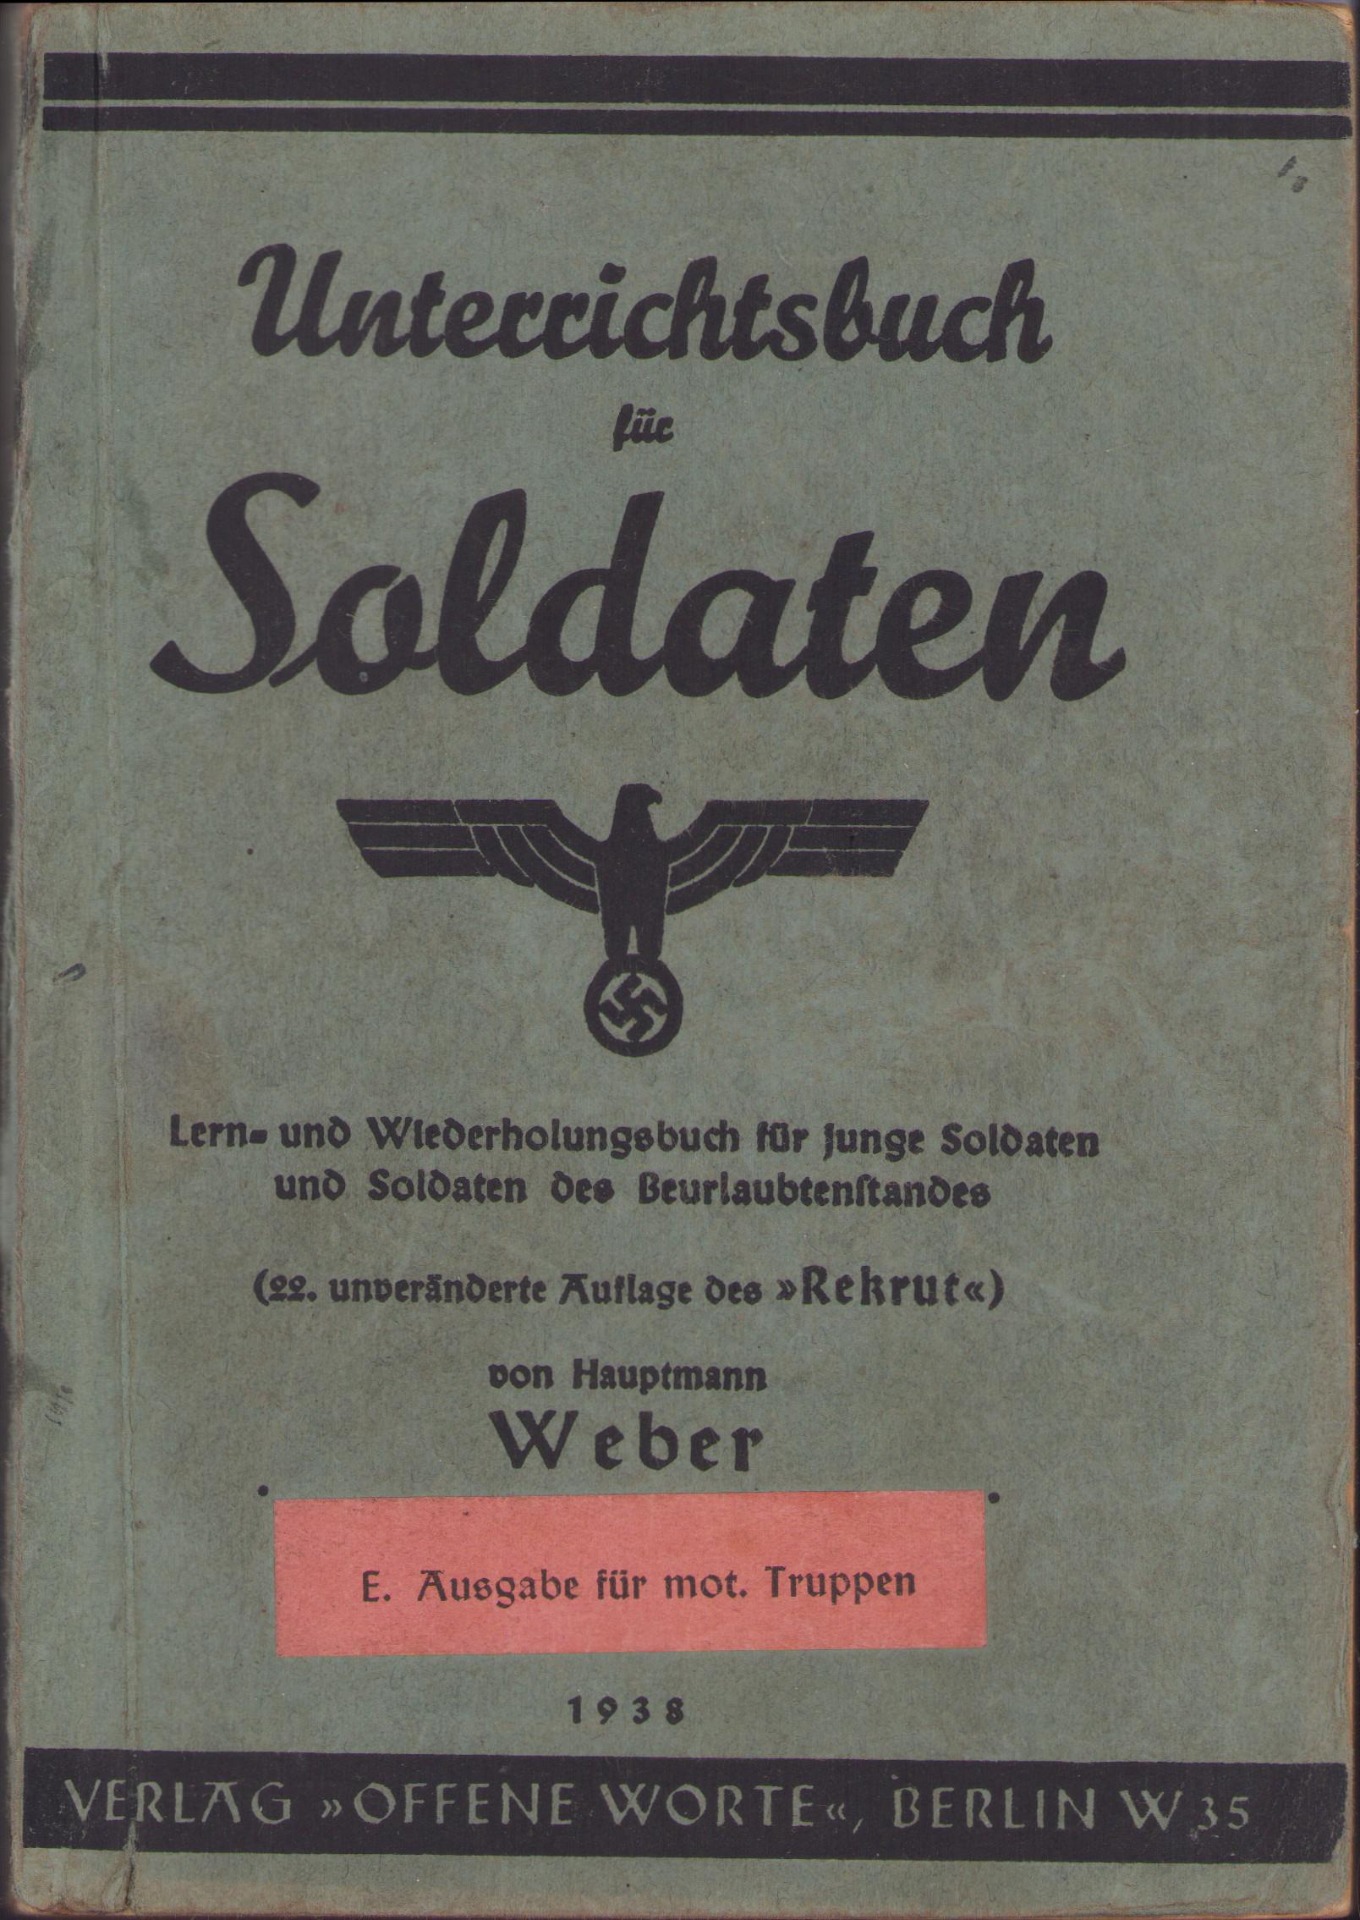 Unterrichtsbuch
für
Soldaten
Lern- und Wiederholungsbuch für junge Soldaten
und Soldaten des Beurlaubtenstandes
(22. unveränderte Auflage des »Rekrut«)
von Hauptmann
Weber
E. Ausgabe für mot. Truppen
1938
VERLAG »OFFENE WORTE«, BERLIN W 35